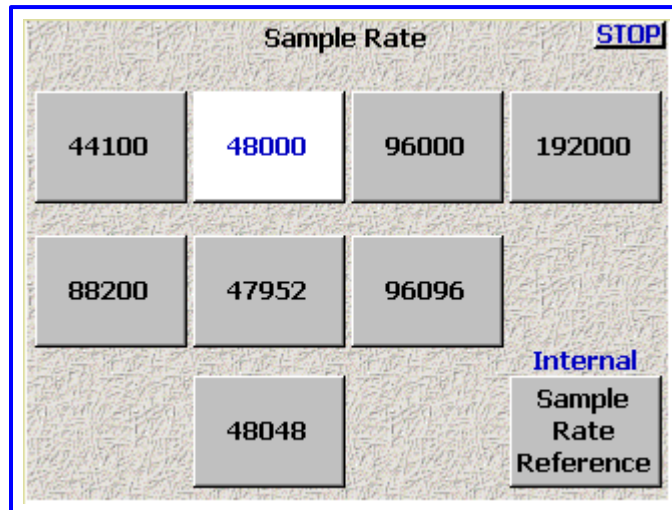 Sample Rate
STOP
44100
48000
96000
192000
88200
47952
96096
Internal
48048
Sample
Rate
Reference